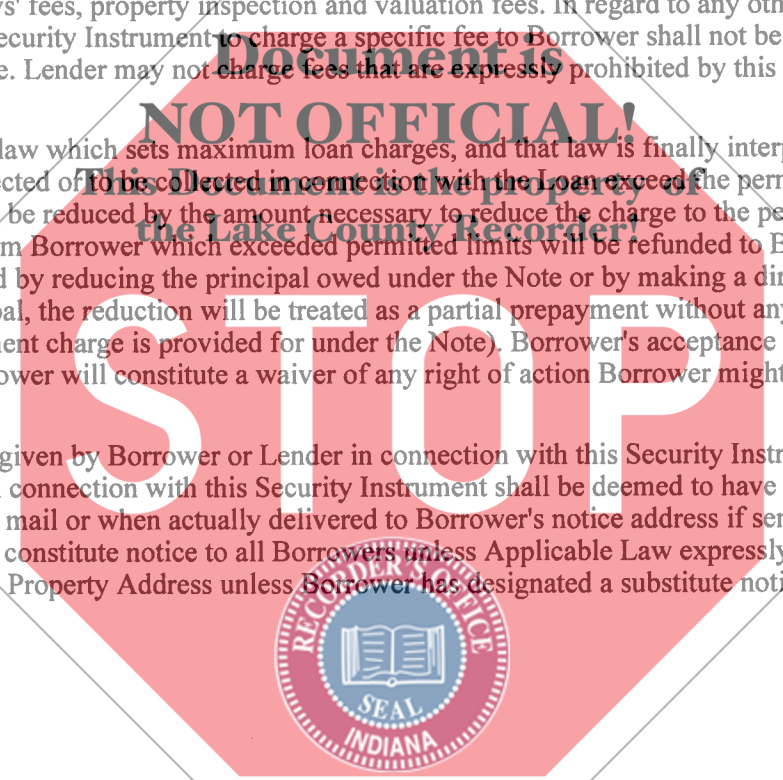 ys' fees, property inspection and valuation fees. In regard to any oth
ecurity Instrument to charge a specific fee to Borrower shall not be
Document is
e. Lender may not charge fees that are expressly prohibited by this
NOT OFFICIAL!
law which sets maximum loan charges, and that law is finally inter
This Document is the property of
cted or to be collected in connection with the Loan exceed the perm
be reduced by the amount necessary to reduce the charge to the pe
the Lake County Recorder!
m Borrower which exceeded permitted limits will be refunded to B
d by reducing the principal owed under the Note or by making a dir
pal, the reduction will be treated as a partial prepayment without any
ent charge is provided for under the Note). Borrower's acceptance
ower will constitute a waiver of any right of action Borrower might
STOP
given by Borrower or Lender in connection with this Security Instr
connection with this Security Instrument shall be deemed to have
mail or when actually delivered to Borrower's notice address if sen
constitute notice to all Borrowers unless Applicable Law expressly
Property Address unless Borrower has designated a substitute noti
RECORDER'S OFFICE
SEAL
INDIANA